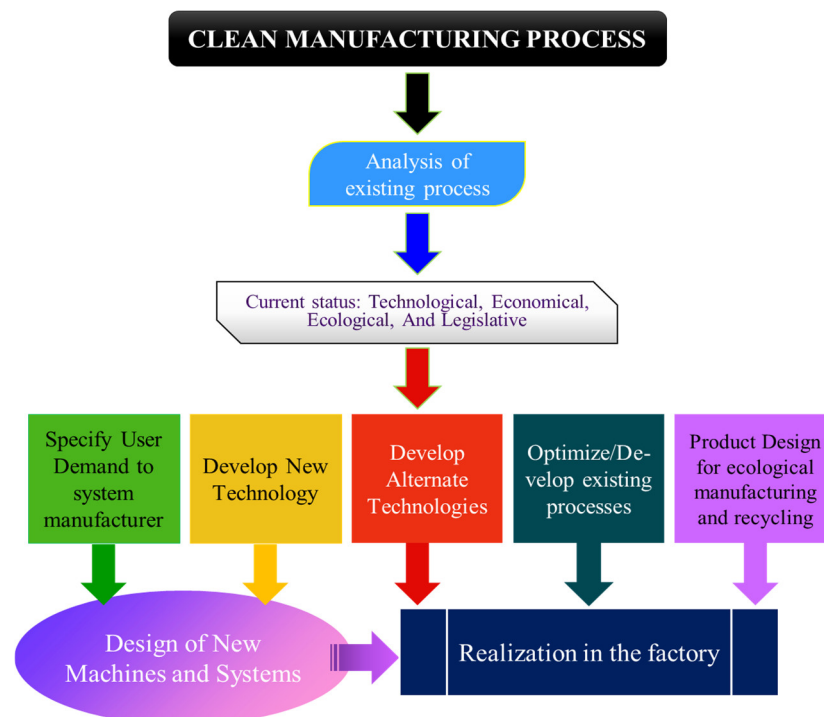 CLEAN MANUFACTURING PROCESS
Analysis of
existing process
Current status: Technological, Economical,
Ecological, And Legislative
Specify User
Demand to
system
manufacturer
Develop New
Technology
Develop
Alternate
Technologies
Optimize/De-
velop existing
processes
Product Design
for ecological
manufacturing
and recycling
Design of New
Machines and Systems
Realization in the factory